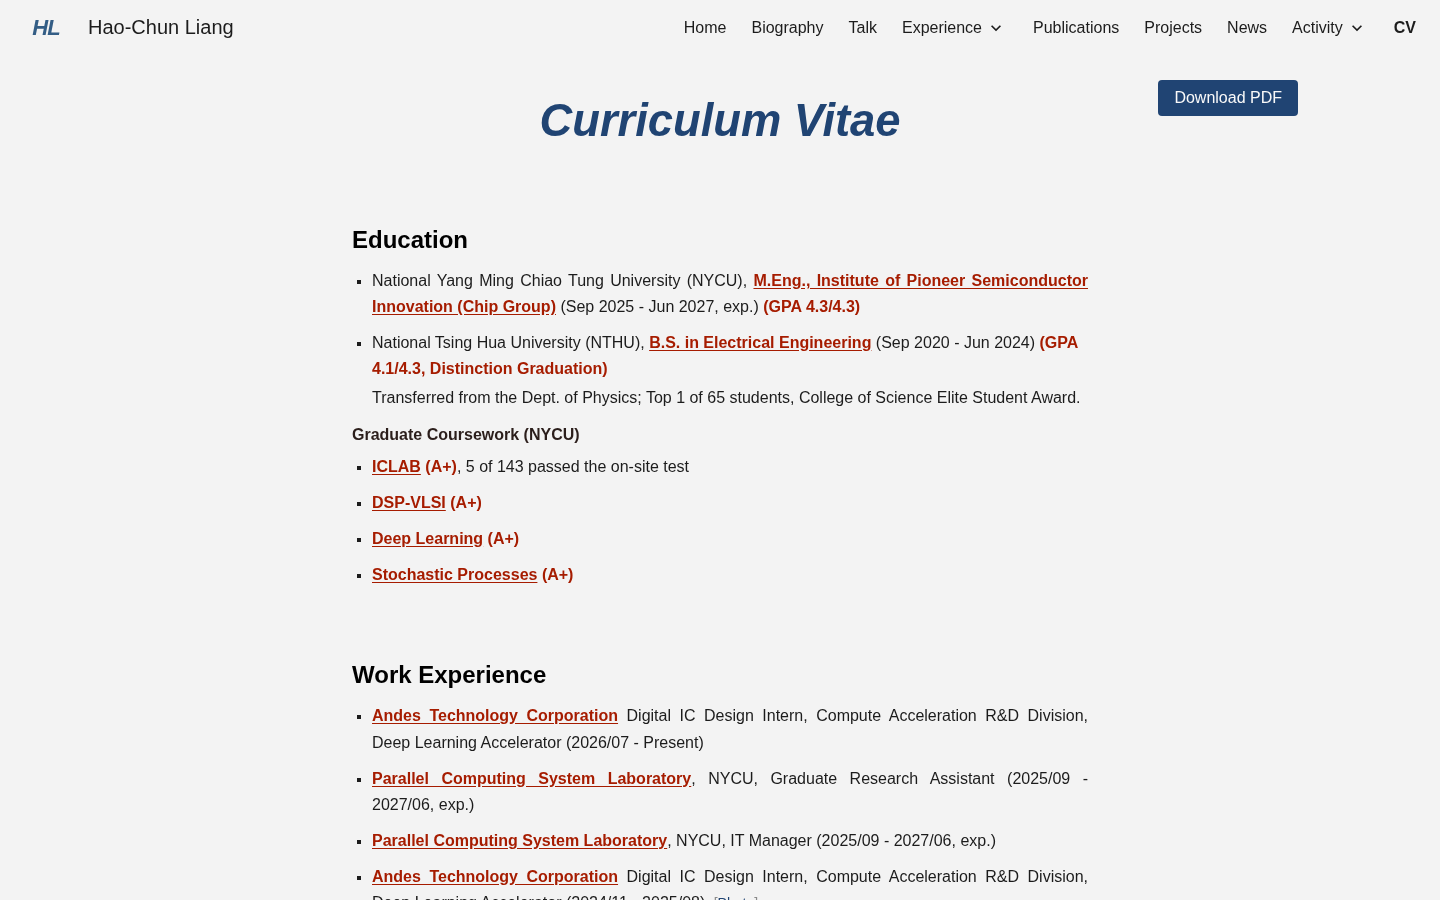 HL Hao-Chun Liang Home Biography Talk Experience Publications Projects News Activity CV
Download PDF
Curriculum Vitae
Education
National Yang Ming Chiao Tung University (NYCU), M.Eng., Institute of Pioneer Semiconductor
Innovation (Chip Group) (Sep 2025 - Jun 2027, exp.) (GPA 4.3/4.3)
National Tsing Hua University (NTHU), B.S. in Electrical Engineering (Sep 2020 - Jun 2024) (GPA
4.1/4.3, Distinction Graduation)
Transferred from the Dept. of Physics; Top 1 of 65 students, College of Science Elite Student Award.
Graduate Coursework (NYCU)
ICLAB (A+), 5 of 143 passed the on-site test
DSP-VLSI (A+)
Deep Learning (A+)
Stochastic Processes (A+)
Work Experience
Andes Technology Corporation Digital IC Design Intern, Compute Acceleration R&D Division,
Deep Learning Accelerator (2026/07 - Present)
Parallel Computing System Laboratory, NYCU, Graduate Research Assistant (2025/09 -
2027/06, exp.)
Parallel Computing System Laboratory, NYCU, IT Manager (2025/09 - 2027/06, exp.)
Andes Technology Corporation Digital IC Design Intern, Compute Acceleration R&D Division,
Deep Learning Accelerator (2024/11 - 2025/08)